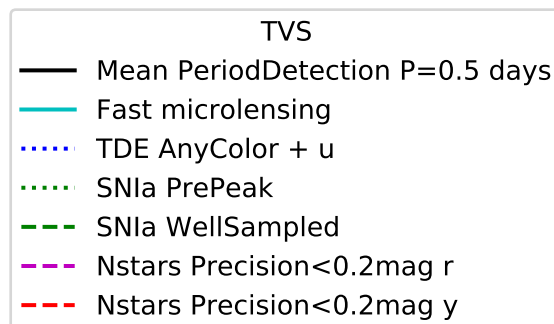 TVS
Mean PeriodDetection P=0.5 days
Fast microlensing
TDE AnyColor + u
SNIa PrePeak
SNIa WellSampled
Nstars Precision<0.2mag r
Nstars Precision<0.2mag y